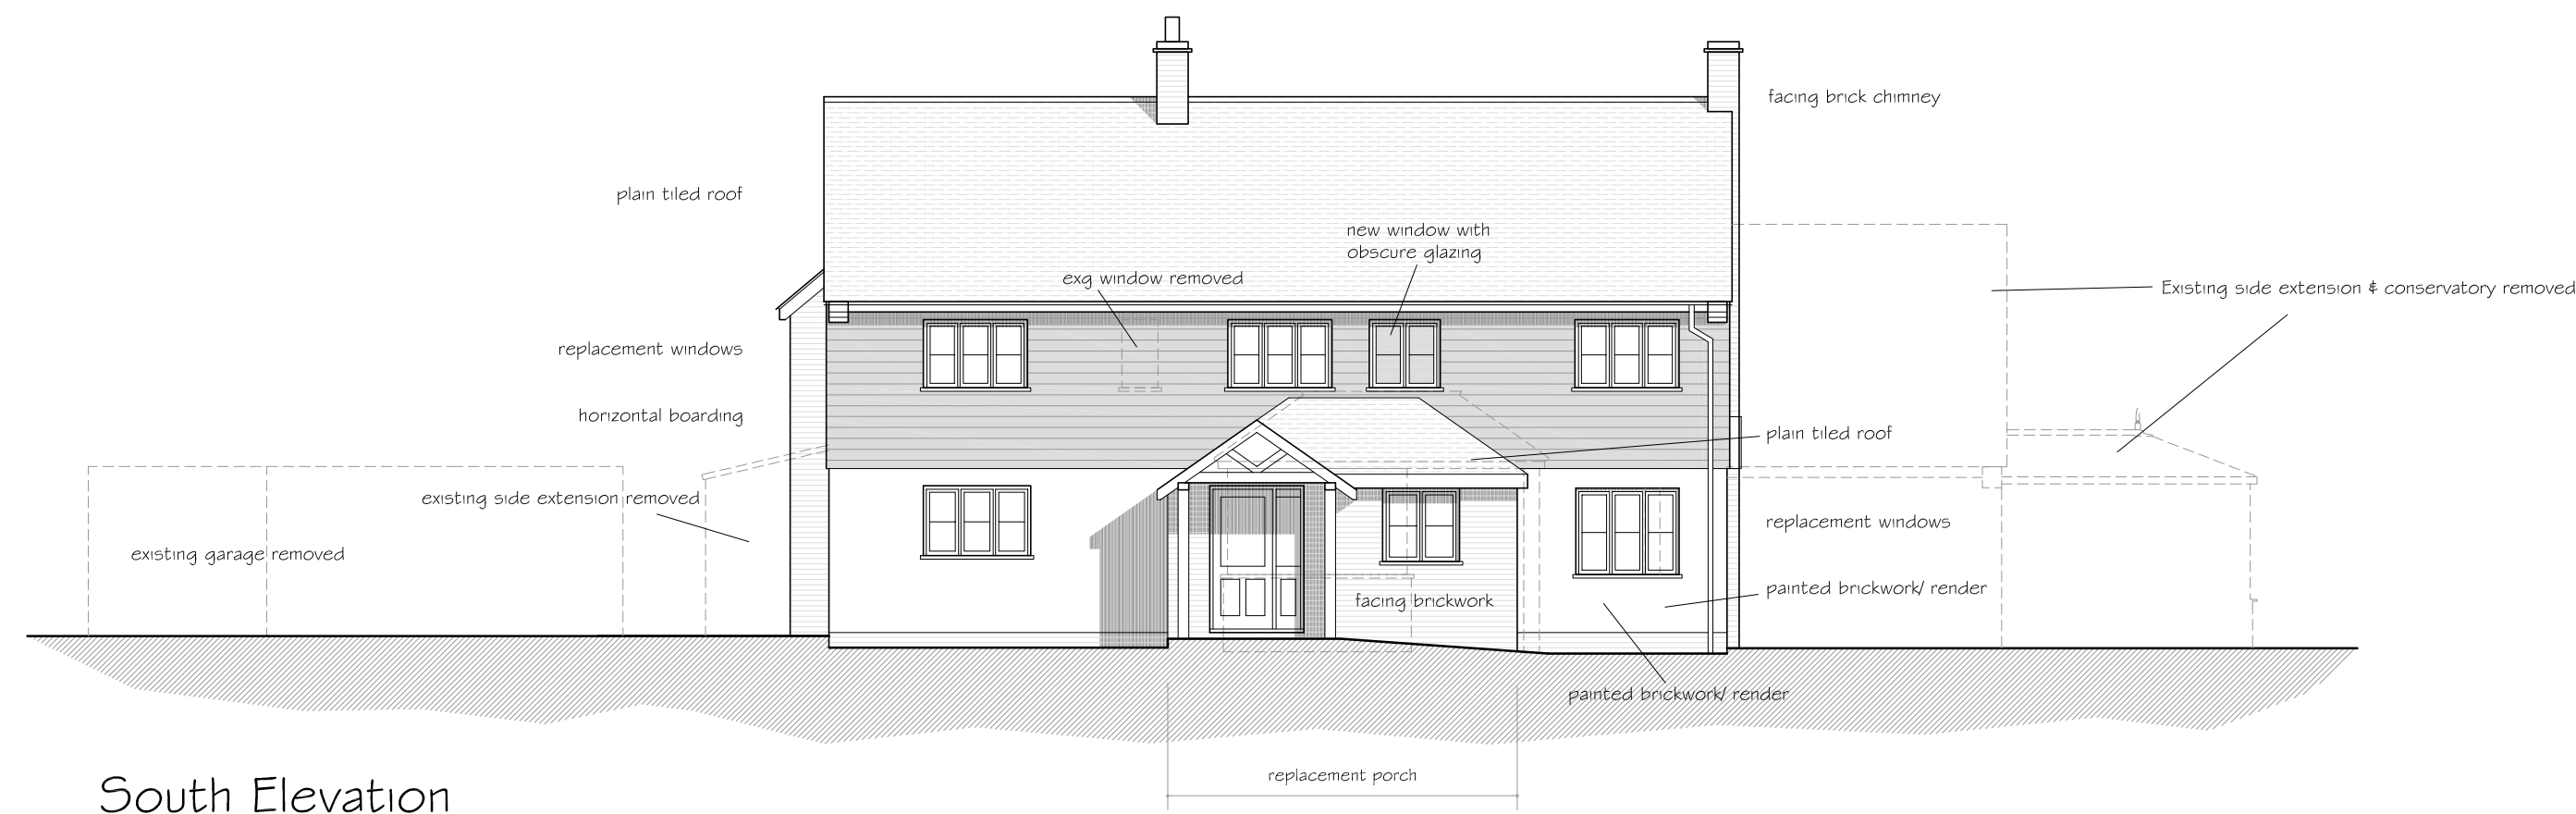 facing brick chimney
plain tiled roof
new window with
obscure glazing
exg window removed
Existing side extension & conservatory removed
replacement windows
horizontal boarding
plain tiled roof
existing side extension removed
replacement windows
existing garage removed
painted brickwork/ render
facing brickwork
painted brickwork/ render
replacement porch
South Elevation